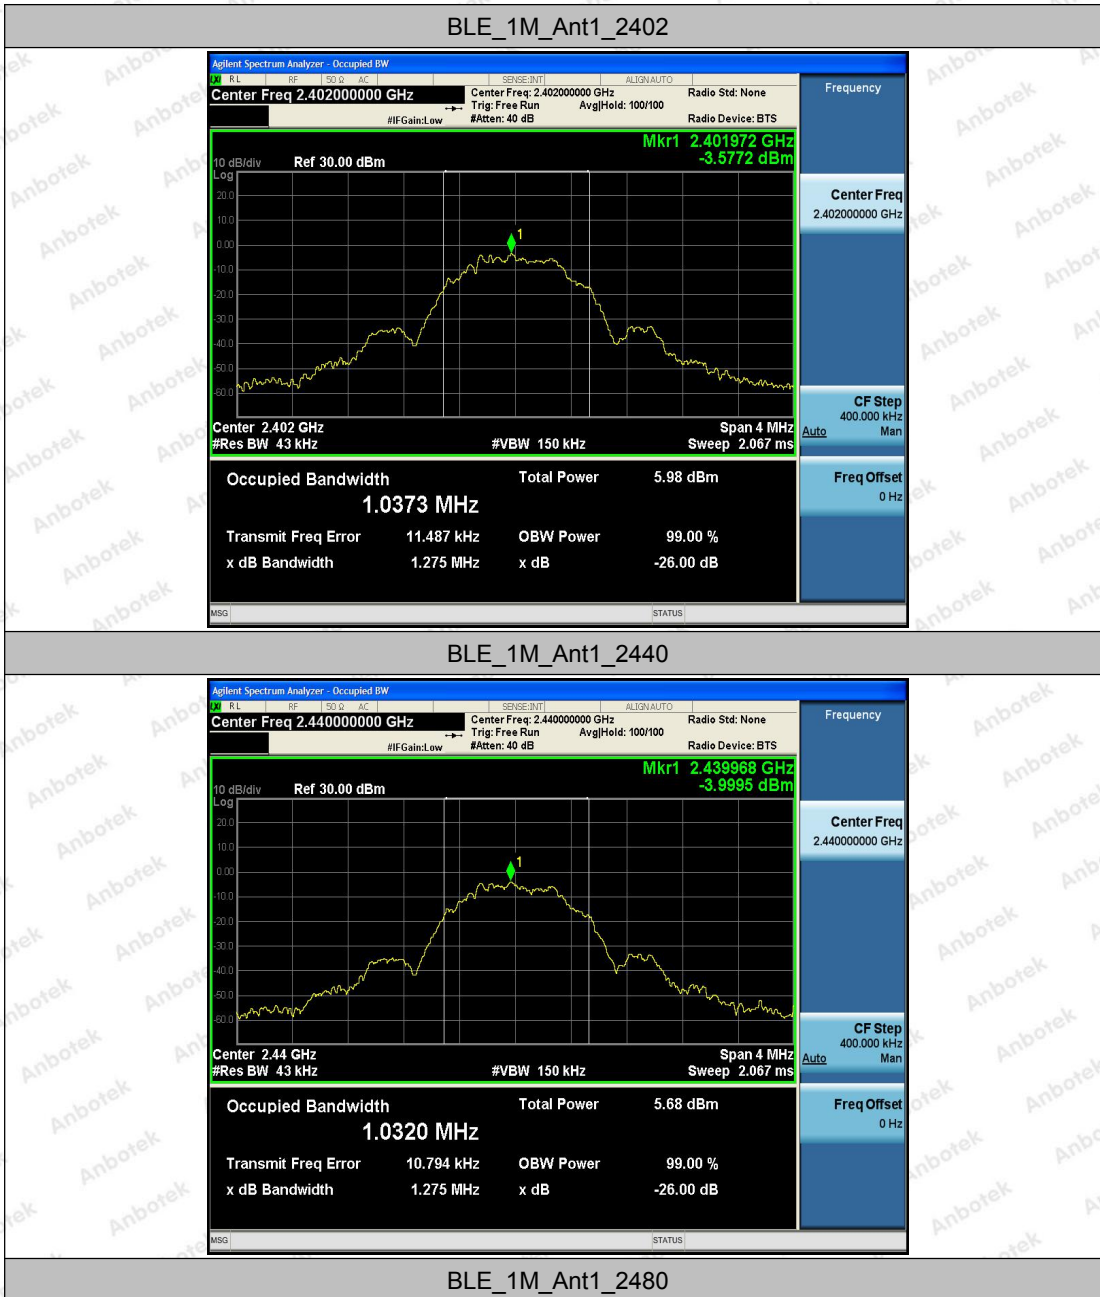 BLE_1M_Ant1_2402
Agilent Spectrum Analyzer - Occupied BW
LXI RL RF 50 Ω AC SENSE:INT ALIGNAUTO
Center Freq 2.402000000 GHz
Center Freq: 2.402000000 GHz
Radio Std: None
Trig: Free Run Avg|Hold: 100/100
#IFGain:Low
#Atten: 40 dB
Radio Device: BTS
Frequency
Mkr1 2.401972 GHz
-3.5772 dBm
10 dB/div Ref 30.00 dBm
Log
20.0
10.0
0.00
-10.0
-20.0
-30.0
-40.0
-50.0
-60.0
1
Center 2.402 GHz Span 4 MHz
#Res BW 43 kHz #VBW 150 kHz Sweep 2.067 ms
Center Freq
2.402000000 GHz
CF Step
400.000 kHz
Auto Man
Freq Offset
0 Hz
Occupied Bandwidth Total Power 5.98 dBm
1.0373 MHz
Transmit Freq Error 11.487 kHz OBW Power 99.00 %
x dB Bandwidth 1.275 MHz x dB -26.00 dB
MSG STATUS
BLE_1M_Ant1_2440
Agilent Spectrum Analyzer - Occupied BW
LXI RL RF 50 Ω AC SENSE:INT ALIGNAUTO
Center Freq 2.440000000 GHz
Center Freq: 2.440000000 GHz
Radio Std: None
Trig: Free Run Avg|Hold: 100/100
#IFGain:Low
#Atten: 40 dB
Radio Device: BTS
Frequency
Mkr1 2.439968 GHz
-3.9995 dBm
10 dB/div Ref 30.00 dBm
Log
20.0
10.0
0.00
-10.0
-20.0
-30.0
-40.0
-50.0
-60.0
1
Center 2.44 GHz Span 4 MHz
#Res BW 43 kHz #VBW 150 kHz Sweep 2.067 ms
Center Freq
2.440000000 GHz
CF Step
400.000 kHz
Auto Man
Freq Offset
0 Hz
Occupied Bandwidth Total Power 5.68 dBm
1.0320 MHz
Transmit Freq Error 10.794 kHz OBW Power 99.00 %
x dB Bandwidth 1.275 MHz x dB -26.00 dB
MSG STATUS
BLE_1M_Ant1_2480
Anbotek